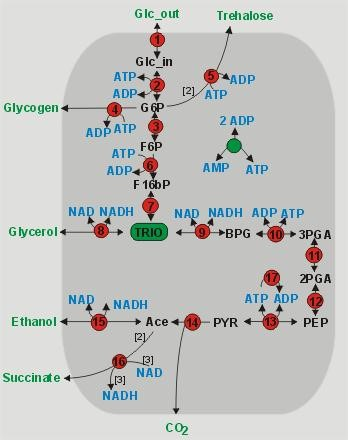 Glc_out
Trehalose
1
Glc_in
ATP
2
ADP
5
ADP
[2]
ATP
Glycogen
4
G6P
ADP
ATP
3
F6P
2 ADP
ATP
6
ADP
AMP
ATP
F16bP
7
NAD NADH
NAD NADH
ADP ATP
Glycerol
8
TRIO
9
BPG
10
3PGA
11
17
2PGA
NAD
NADH
ATP ADP
12
Ethanol
15
Ace
14
PYR
13
PEP
[2]
16
[3]
NAD
Succinate
[3]
NADH
CO2